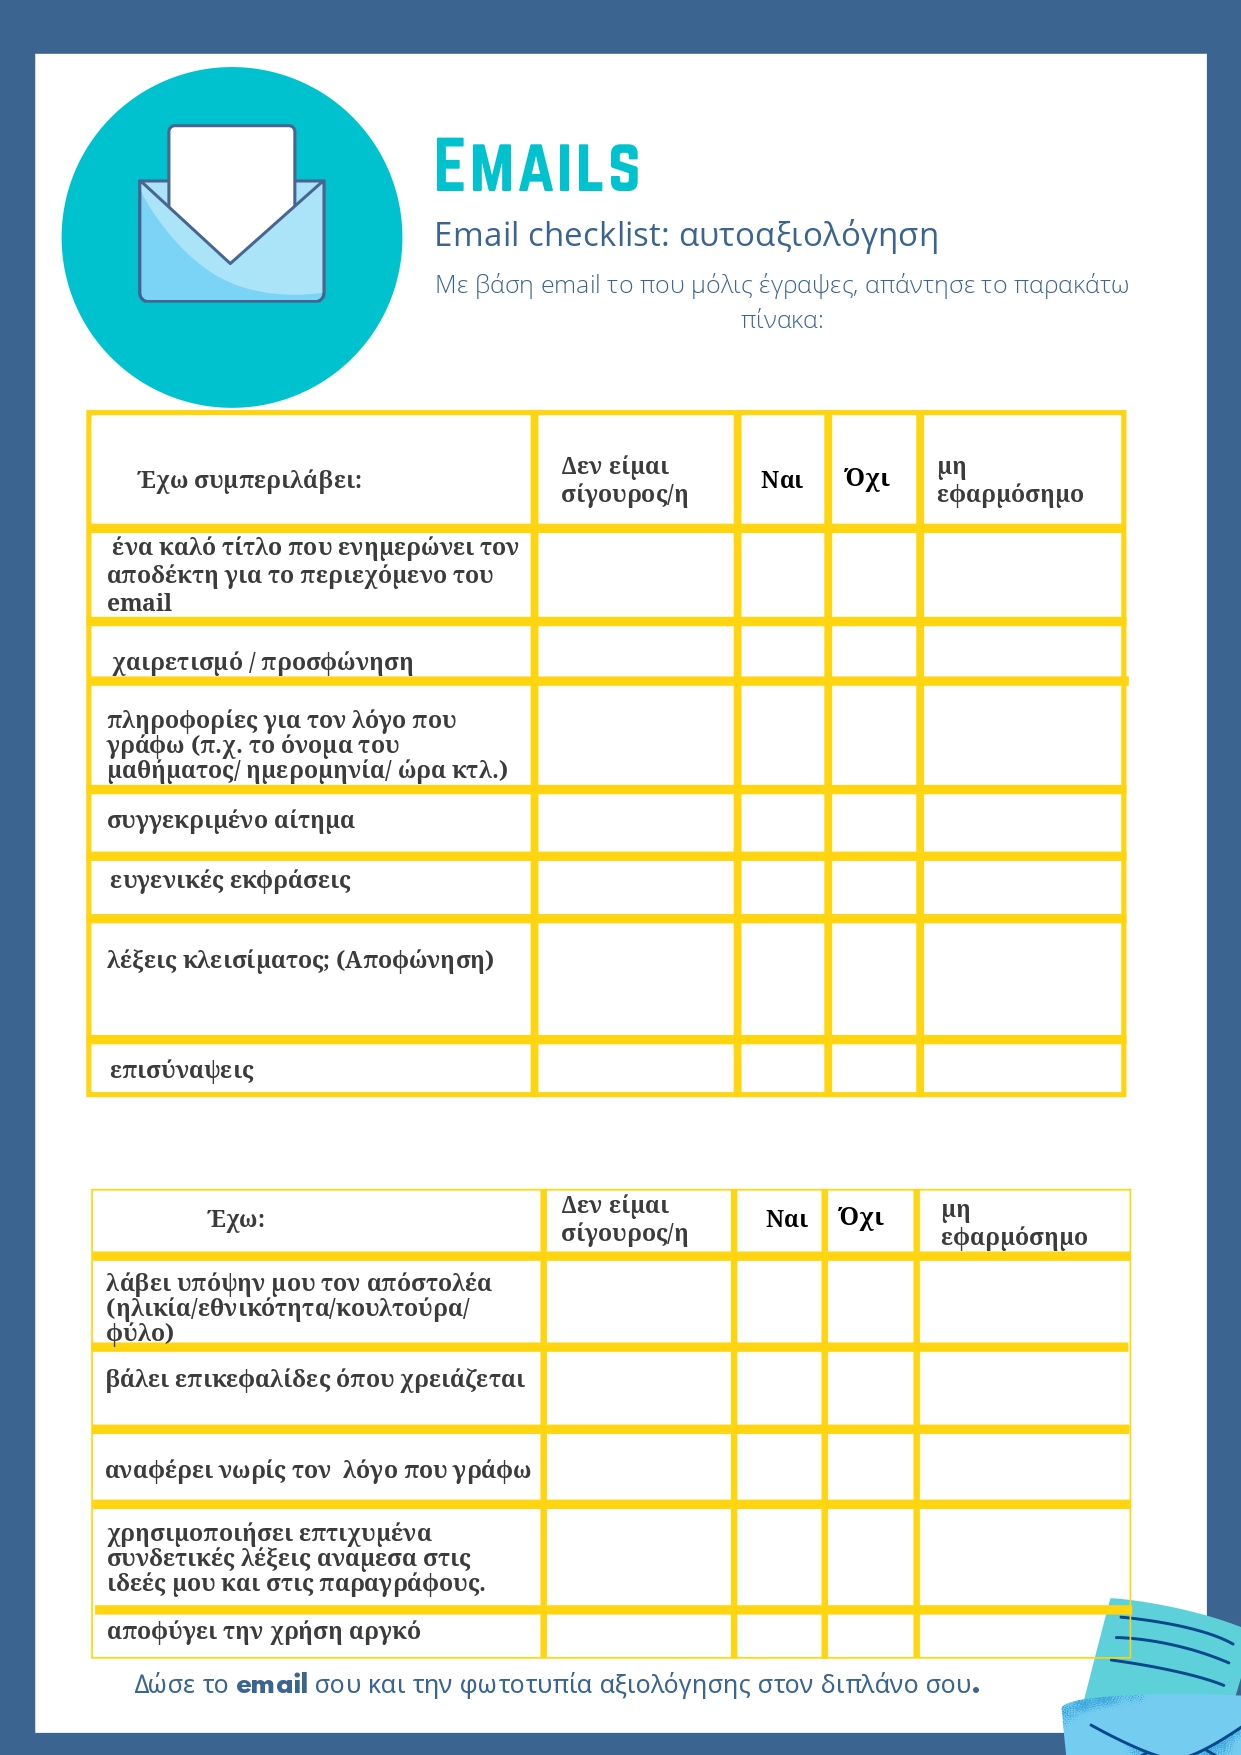 Emails
Email checklist: αυτοαξιολόγηση
Με βάση email το που μόλις έγραψες, απάντησε το παρακάτω
πίνακα:
Έχω συμπεριλάβει:
Δεν είμαι
σίγουρος/η
Ναι
Όχι
μη
εφαρμόσημο
ένα καλό τίτλο που ενημερώνει τον
αποδέκτη για το περιεχόμενο του
email
χαιρετισμό / προσφώνηση
πληροφορίες για τον λόγο που
γράφω (π.χ. το όνομα του
μαθήματος/ ημερομηνία/ ώρα κτλ.)
συγγεκριμένο αίτημα
ευγενικές εκφράσεις
λέξεις κλεισίματος; (Αποφώνηση)
επισύναψεις
Έχω:
Δεν είμαι
σίγουρος/η
Ναι
Όχι
μη
εφαρμόσημο
λάβει υπόψην μου τον απόστολέα
(ηλικία/εθνικότητα/κουλτούρα/
φύλο)
βάλει επικεφαλίδες όπου χρειάζεται
αναφέρει νωρίς τον λόγο που γράφω
χρησιμοποιήσει επτιχυμένα
συνδετικές λέξεις αναμεσα στις
ιδεές μου και στις παραγράφους.
αποφύγει την χρήση αργκό
Δώσε το email σου και την φωτοτυπία αξιολόγησης στον διπλάνο σου.